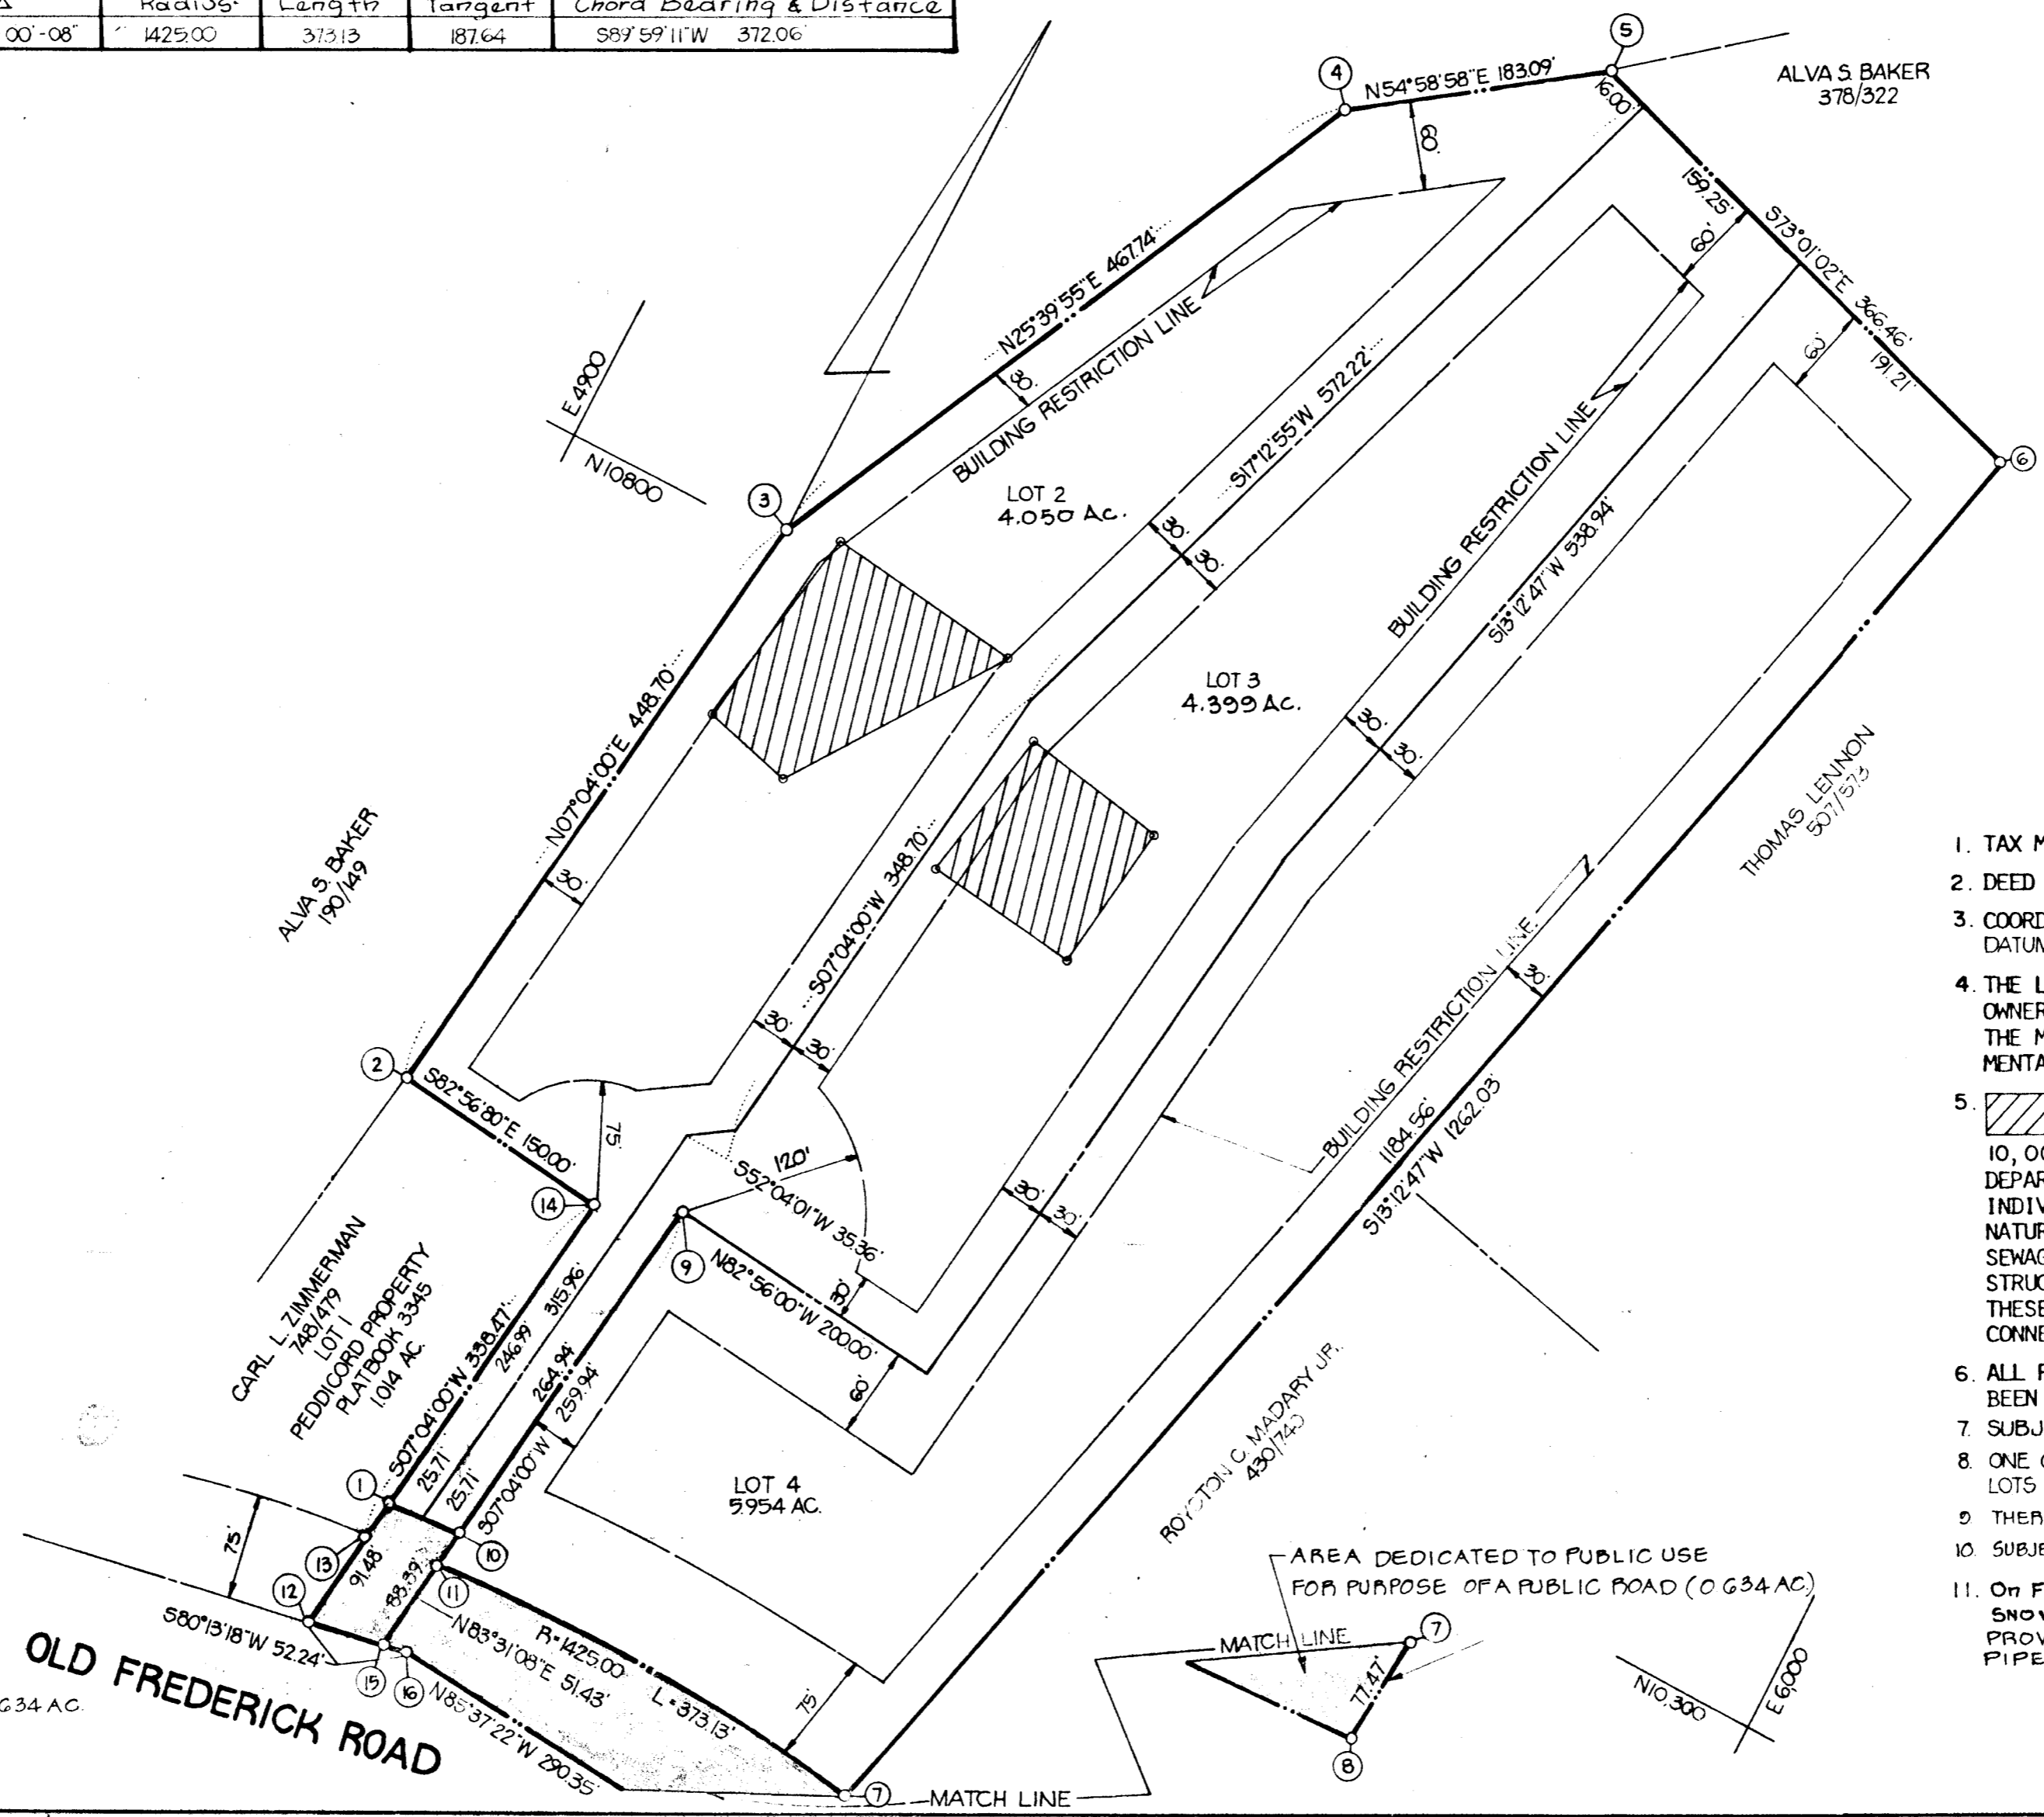 Δ Radius. Length Tangent Chord Bearing & Distance
00'-08" 1425.00 373.13 187.64 S89°59'11"W 372.06'
5
4
N54°58'58"E 183.09'
ALVA S. BAKER
378/322
16.00'
60'
159.25'
60'
S73°01'02"E 366.46'
60'
191.21'
6
N25°39'55"E 467.74'
30'
BUILDING RESTRICTION LINE
E 4900
N10800
3
LOT 2
4.050 Ac.
S17°12'55"W 572.22'
30'
30'
BUILDING RESTRICTION LINE
S13°12'47"W 538.94'
LOT 3
4.399 AC.
30'
30'
N07°04'00"E 448.70'
30'
ALVA S. BAKER
190/149
S07°04'00"W 348.70'
30'
30'
THOMAS LENNON
507/573
BUILDING RESTRICTION LINE
30'
1184.56'
S13°12'47"W 1262.03'
2
S82°56'80"E 150.00'
75'
14
120'
S52°04'01"W 35.36'
9
N82°56'00"W 200.00'
30'
30'
30'
60'
CARL L. ZIMMERMAN
748/479
LOT 1
PEDDICORD PROPERTY
PLATBOOK 3345
1.014 AC.
S07°04'00"W 338.47'
246.99'
315.96'
264.94'
259.94'
S07°04'00"W
25.71'
25.71'
1
10
13
11
12
91.48'
88.39'
75'
LOT 4
5.954 AC.
ROYSTON C. MADARY JR.
430/740
S80°13'18"W 52.24'
15
16
N83°31'08"E 51.43'
R=1425.00 L=373.13'
75'
N85°37'22"W 290.35'
OLD FREDERICK ROAD
634 AC.
7
MATCH LINE
AREA DEDICATED TO PUBLIC USE
FOR PURPOSE OF A PUBLIC ROAD (0.634 AC.)
MATCH LINE
7
77.47'
8
N10,300
E 6,000
1. TAX M
2. DEED
3. COORD
DATUM
4. THE L
OWNER
THE M
MENTA
5.
10,00
DEPAR
INDIV
NATUR
SEWAG
STRUC
THESE
CONNE
6. ALL P
BEEN
7. SUBJ
8. ONE
LOTS
9 THER
10. SUBJE
11. On F
SNOW
PROV
PIPE